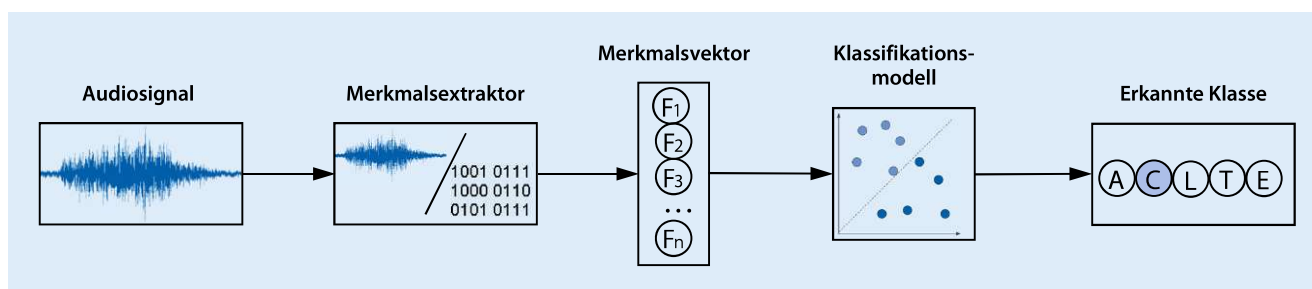 Audiosignal
Merkmalsextraktor
1001 0111
1000 0110
0101 0111
Merkmalsvektor
F1
F2
F3
...
Fn
Klassifikations-
modell
Erkannte Klasse
A C L T E